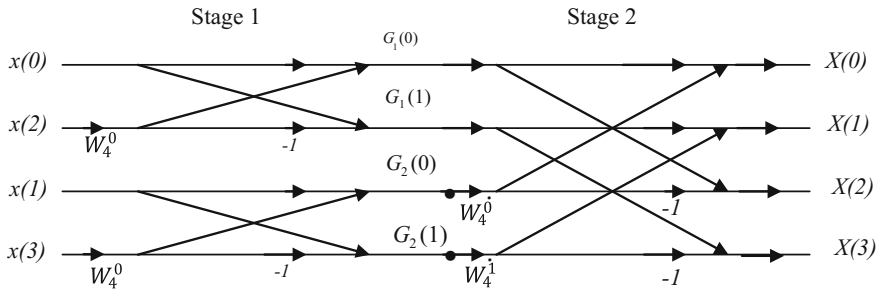 Stage 1 Stage 2
x(0) G₁(0) X(0)
x(2) G₁(1) X(1)
W₄⁰ -1
x(1) G₂(0) X(2)
W₄⁰ -1
x(3) G₂(1) X(3)
W₄⁰ -1 W₄¹ -1